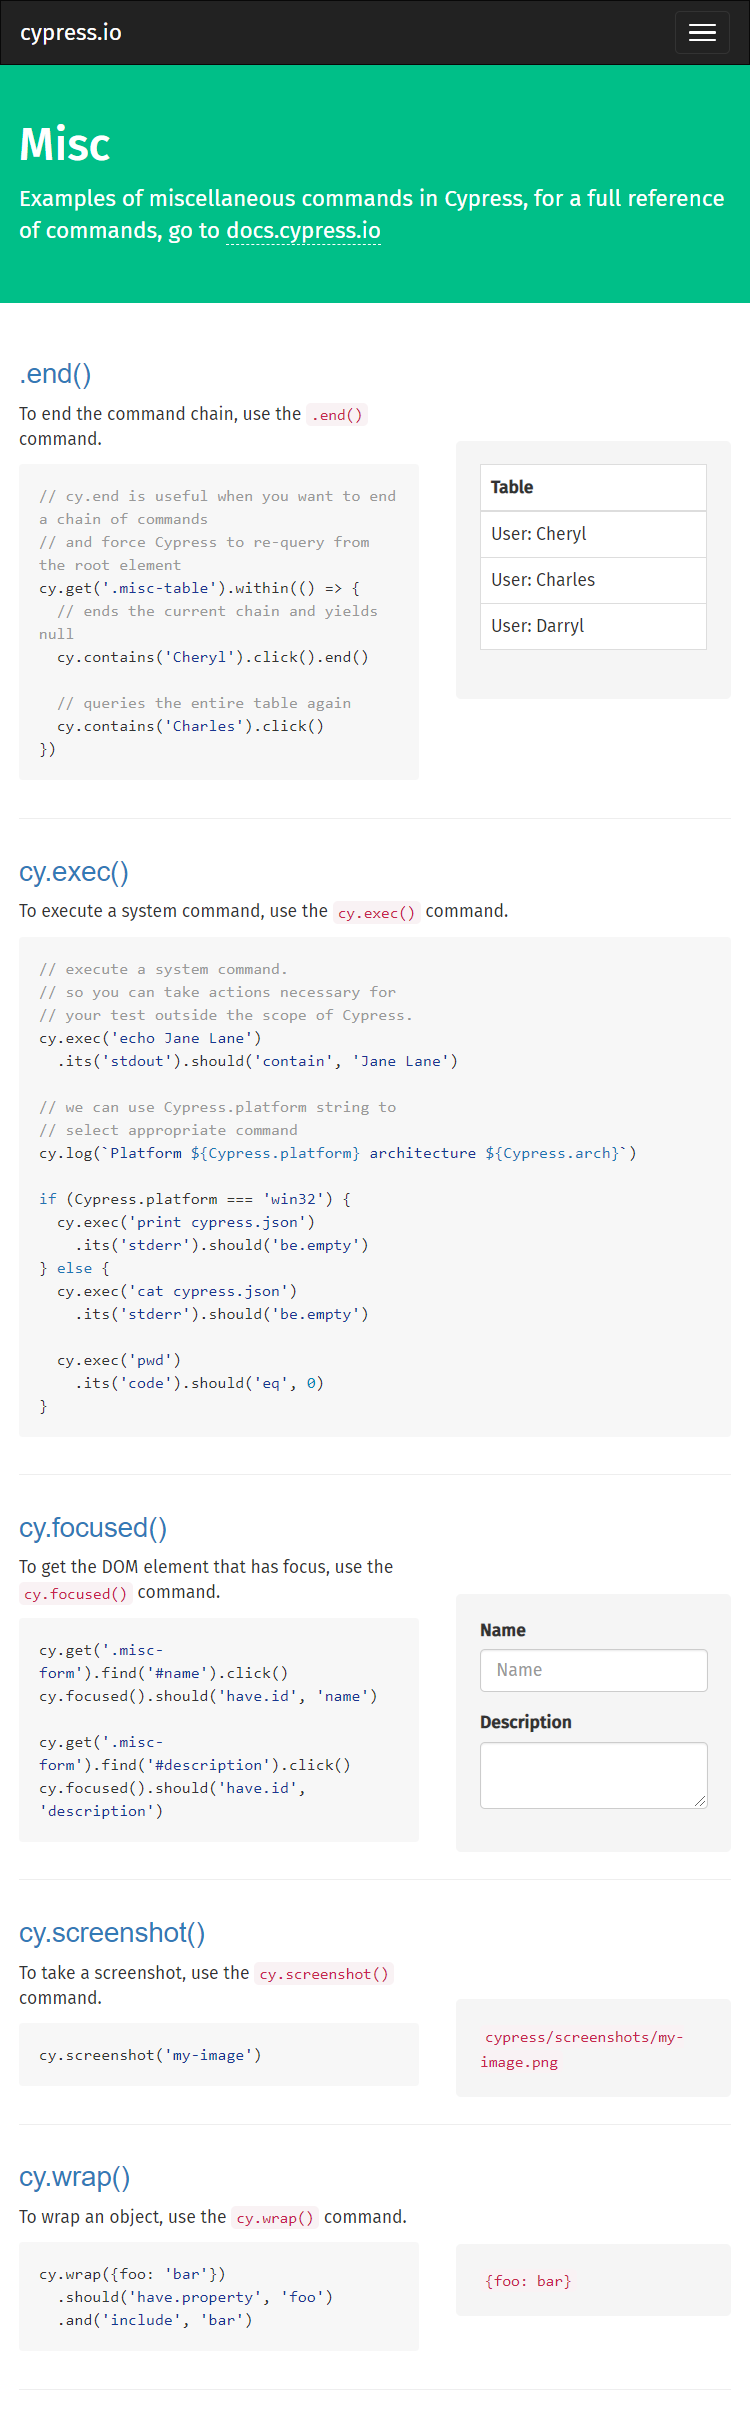 cypress.io
Misc
Examples of miscellaneous commands in Cypress, for a full reference
of commands, go to docs.cypress.io
.end()
To end the command chain, use the .end()
command.
// cy.end is useful when you want to end
a chain of commands
// and force Cypress to re-query from
the root element
cy.get('.misc-table').within(() => {
  // ends the current chain and yields
null
  cy.contains('Cheryl').click().end()

  // queries the entire table again
  cy.contains('Charles').click()
})
Table
User: Cheryl
User: Charles
User: Darryl
cy.exec()
To execute a system command, use the cy.exec() command.
// execute a system command.
// so you can take actions necessary for
// your test outside the scope of Cypress.
cy.exec('echo Jane Lane')
  .its('stdout').should('contain', 'Jane Lane')

// we can use Cypress.platform string to
// select appropriate command
cy.log(`Platform ${Cypress.platform} architecture ${Cypress.arch}`)

if (Cypress.platform === 'win32') {
  cy.exec('print cypress.json')
    .its('stderr').should('be.empty')
} else {
  cy.exec('cat cypress.json')
    .its('stderr').should('be.empty')

  cy.exec('pwd')
    .its('code').should('eq', 0)
}
cy.focused()
To get the DOM element that has focus, use the
cy.focused() command.
cy.get('.misc-
form').find('#name').click()
cy.focused().should('have.id', 'name')

cy.get('.misc-
form').find('#description').click()
cy.focused().should('have.id',
'description')
Name
Name
Description
cy.screenshot()
To take a screenshot, use the cy.screenshot()
command.
cy.screenshot('my-image')
cypress/screenshots/my-
image.png
cy.wrap()
To wrap an object, use the cy.wrap() command.
cy.wrap({foo: 'bar'})
  .should('have.property', 'foo')
  .and('include', 'bar')
{foo: bar}